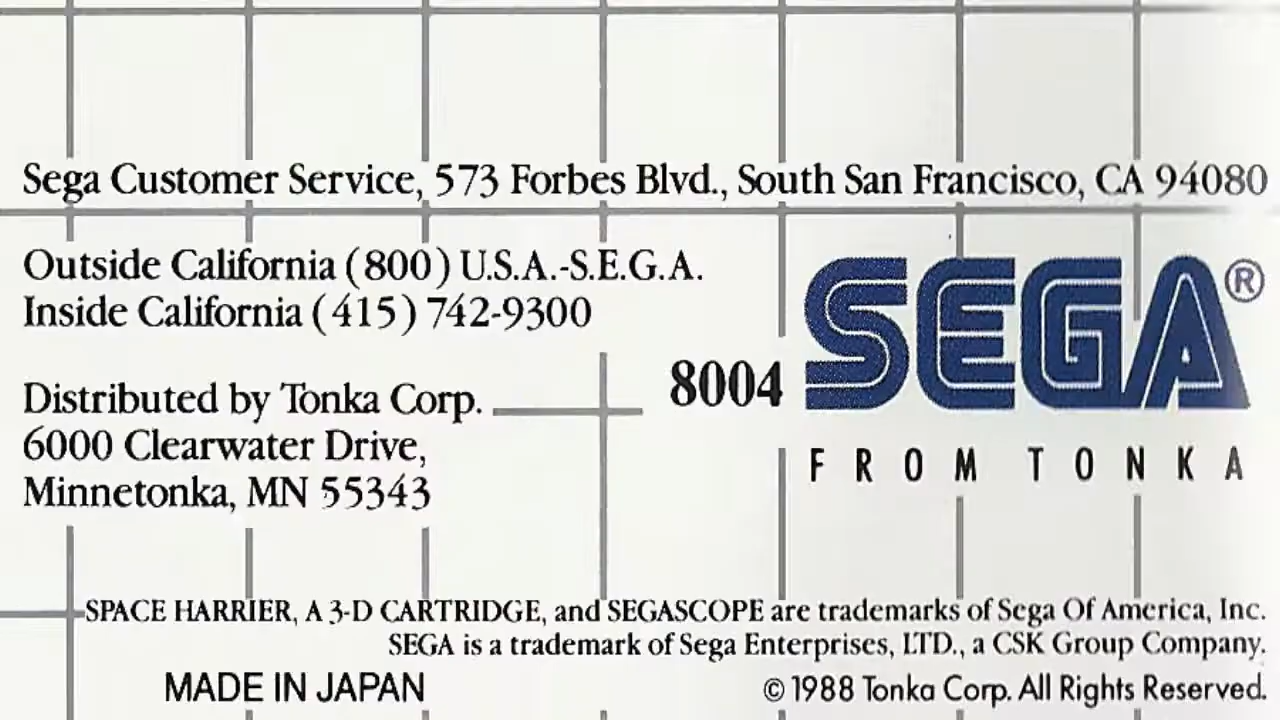 Sega Customer Service, 573 Forbes Blvd., South San Francisco, CA 94080
Outside California (800) U.S.A.-S.E.G.A.
Inside California (415) 742-9300
8004 SEGA®
Distributed by Tonka Corp.
6000 Clearwater Drive,
Minnetonka, MN 55343
FROM TONKA
SPACE HARRIER, A 3-D CARTRIDGE, and SEGASCOPE are trademarks of Sega Of America, Inc.
SEGA is a trademark of Sega Enterprises, LTD., a CSK Group Company.
MADE IN JAPAN
© 1988 Tonka Corp. All Rights Reserved.